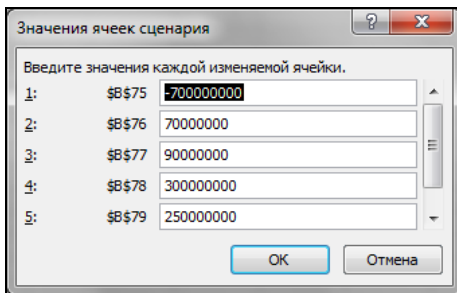 Значения ячеек сценария
Введите значения каждой изменяемой ячейки.
1: $B$75 -700000000
2: $B$76 70000000
3: $B$77 90000000
4: $B$78 300000000
5: $B$79 250000000
ОК Отмена